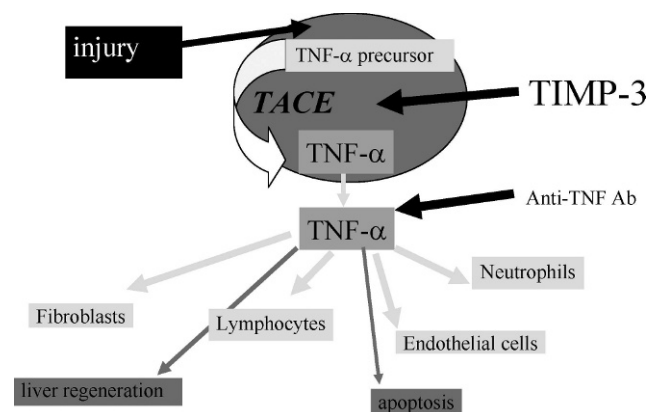 injury
TNF-α precursor
TACE
TIMP-3
TNF-α
Anti-TNF Ab
TNF-α
Neutrophils
Fibroblasts
Lymphocytes
Endothelial cells
liver regeneration
apoptosis